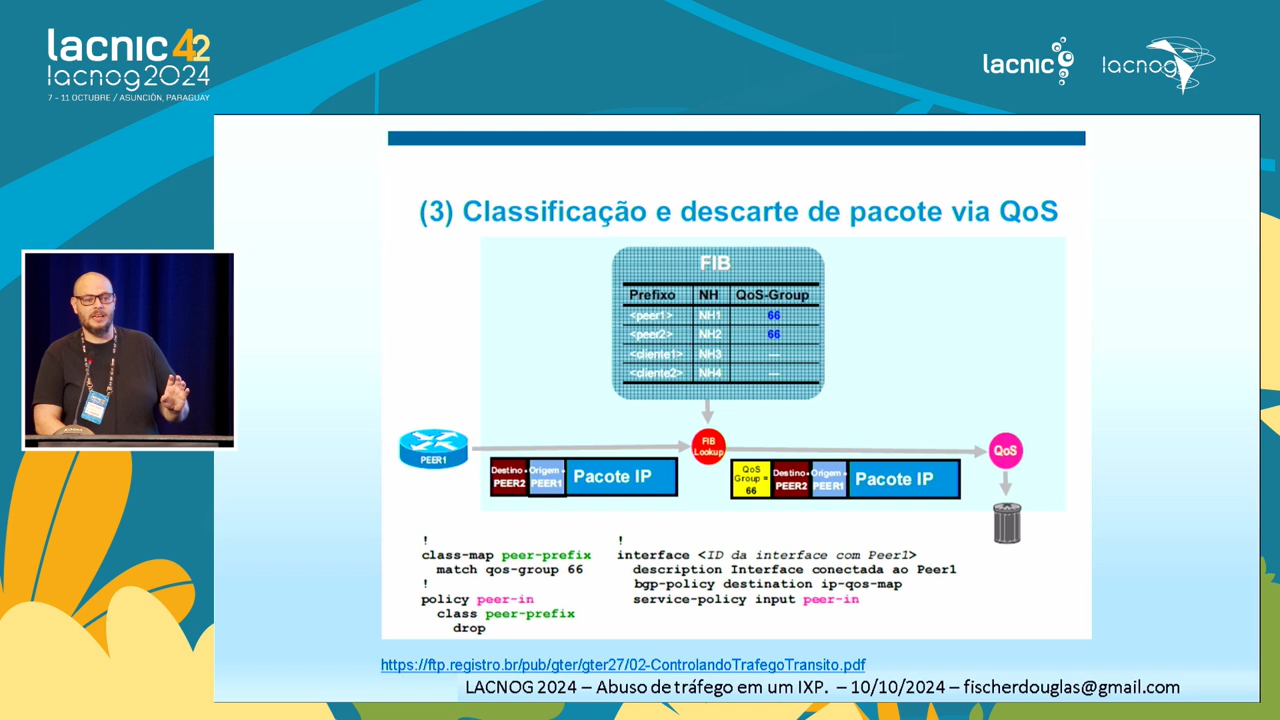 lacnic 42
lacnog 2024
7 - 11 OCTUBRE / ASUNCIÓN, PARAGUAY
lacnic
lacnog
(3) Classificação e descarte de pacote via QoS
FIB
Prefixo NH QoS-Group
<peer1> NH1 66
<peer2> NH2 66
<cliente1> NH3 —
<cliente2> NH4 —
PEER1
FIB
Lookup
QoS
Destino=
PEER2
Origem=
PEER1
Pacote IP
QoS
Group =
66
Destino=
PEER2
Origem=
PEER1
Pacote IP
!
class-map peer-prefix
match qos-group 66
!
policy peer-in
class peer-prefix
drop
!
interface <ID da interface com Peer1>
description Interface conectada ao Peer1
bgp-policy destination ip-qos-map
service-policy input peer-in
https://ftp.registro.br/pub/gter/gter27/02-ControlandoTrafegoTransito.pdf
LACNOG 2024 – Abuso de tráfego em um IXP. – 10/10/2024 – fischerdouglas@gmail.com